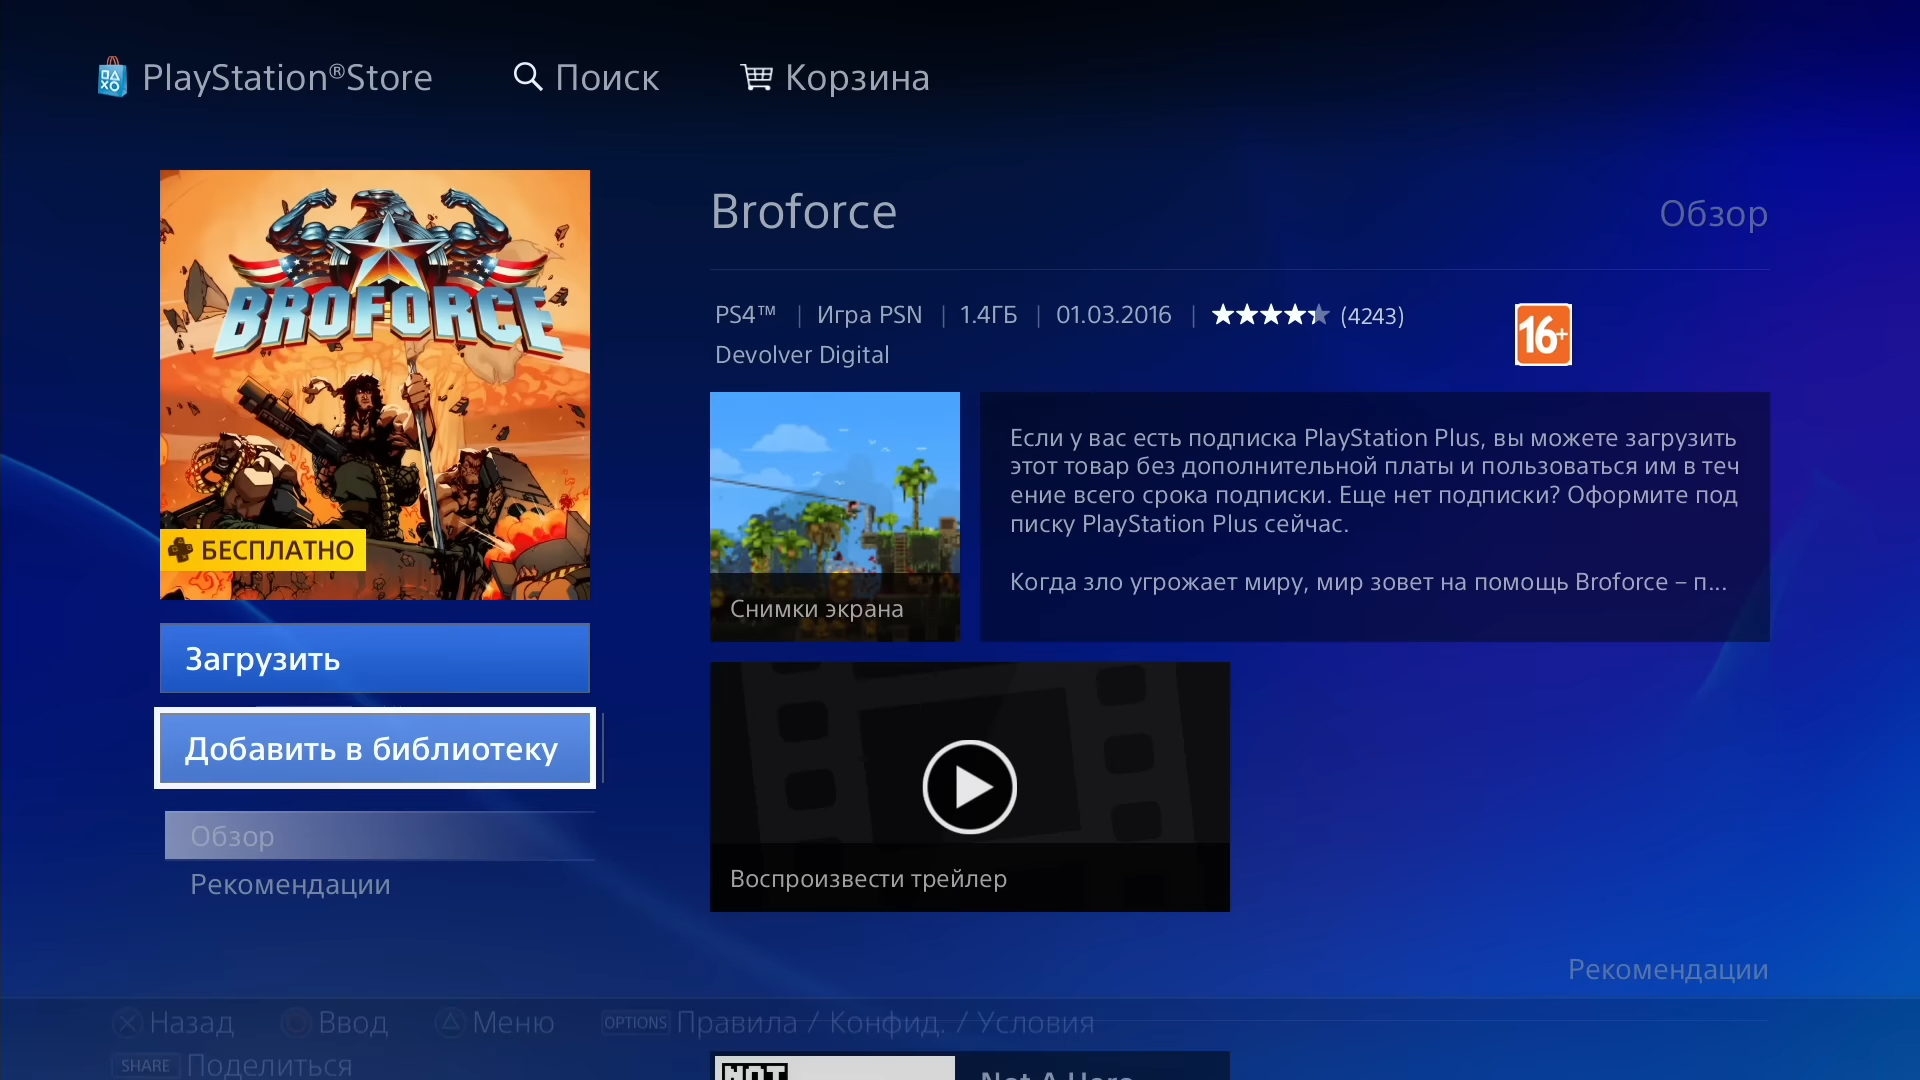 PlayStation®Store
Поиск
Корзина
BROFORCE
БЕСПЛАТНО
Загрузить
Добавить в библиотеку
Обзор
Рекомендации
Broforce
Обзор
PS4™ | Игра PSN | 1.4ГБ | 01.03.2016 | (4243)
16+
Devolver Digital
Снимки экрана
Если у вас есть подписка PlayStation Plus, вы можете загрузить
этот товар без дополнительной платы и пользоваться им в теч
ение всего срока подписки. Еще нет подписки? Оформите под
писку PlayStation Plus сейчас.
Когда зло угрожает миру, мир зовет на помощь Broforce – п...
Воспроизвести трейлер
Рекомендации
Назад
Ввод
Меню
OPTIONS Правила / Конфид. / Условия
SHARE Поделиться
NOT
Not A Hero